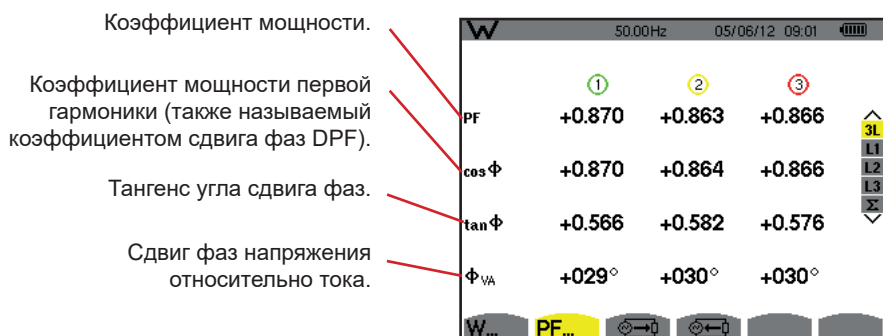 Коэффициент мощности.
Коэффициент мощности первой
гармоники (также называемый
коэффициентом сдвига фаз DPF).
Тангенс угла сдвига фаз.
Сдвиг фаз напряжения
относительно тока.
W 50.00Hz 05/06/12 09:01
1 2 3
PF +0.870 +0.863 +0.866
cos Φ +0.870 +0.864 +0.866
tan Φ +0.566 +0.582 +0.576
Φ VA +029° +030° +030°
3L
L1
L2
L3
Σ
W... PF...